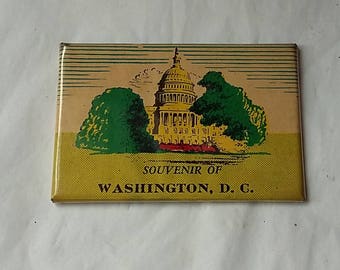 SOUVENIR OF
WASHINGTON, D. C.